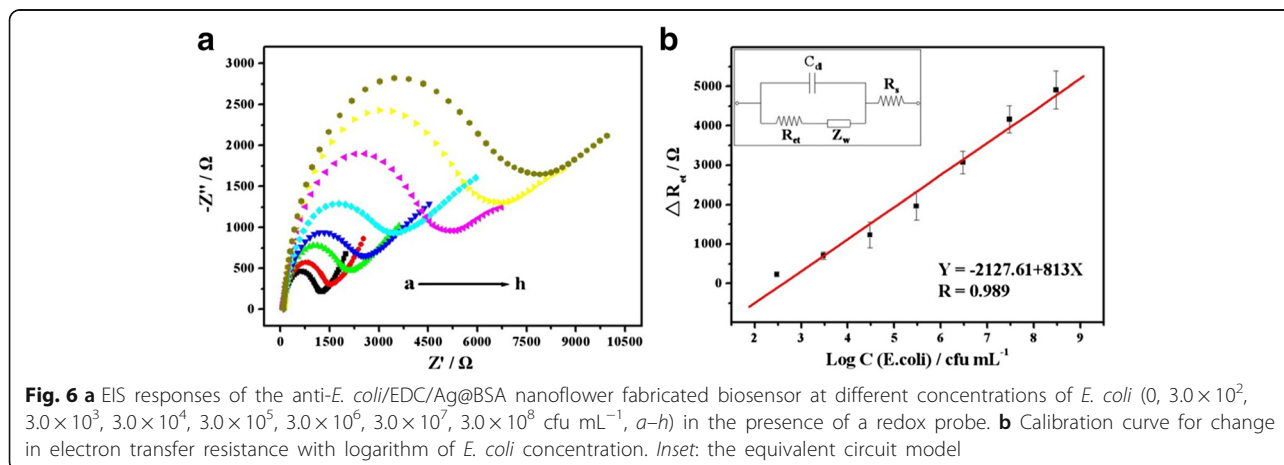 a
3000
2500
2000
1500
1000
500
0
-Z'' / Ω
a → h
0 1500 3000 4500 6000 7500 9000 10500
Z' / Ω
b
5000
4000
3000
2000
1000
0
△ R_et / Ω
C_dl
R_s
R_et Z_w
Y = -2127.61+813X
R = 0.989
2 3 4 5 6 7 8 9
Log C (E.coli) / cfu mL⁻¹
Fig. 6 a EIS responses of the anti-E. coli/EDC/Ag@BSA nanoflower fabricated biosensor at different concentrations of E. coli (0, 3.0 × 10²,
3.0 × 10³, 3.0 × 10⁴, 3.0 × 10⁵, 3.0 × 10⁶, 3.0 × 10⁷, 3.0 × 10⁸ cfu mL⁻¹, a–h) in the presence of a redox probe. b Calibration curve for change
in electron transfer resistance with logarithm of E. coli concentration. Inset: the equivalent circuit model